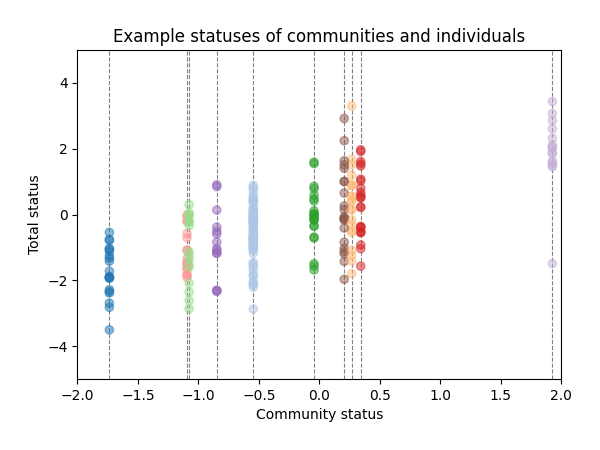 Example statuses of communities and individuals
Total status
4
2
0
−2
−4
−2.0 −1.5 −1.0 −0.5 0.0 0.5 1.0 1.5 2.0
Community status